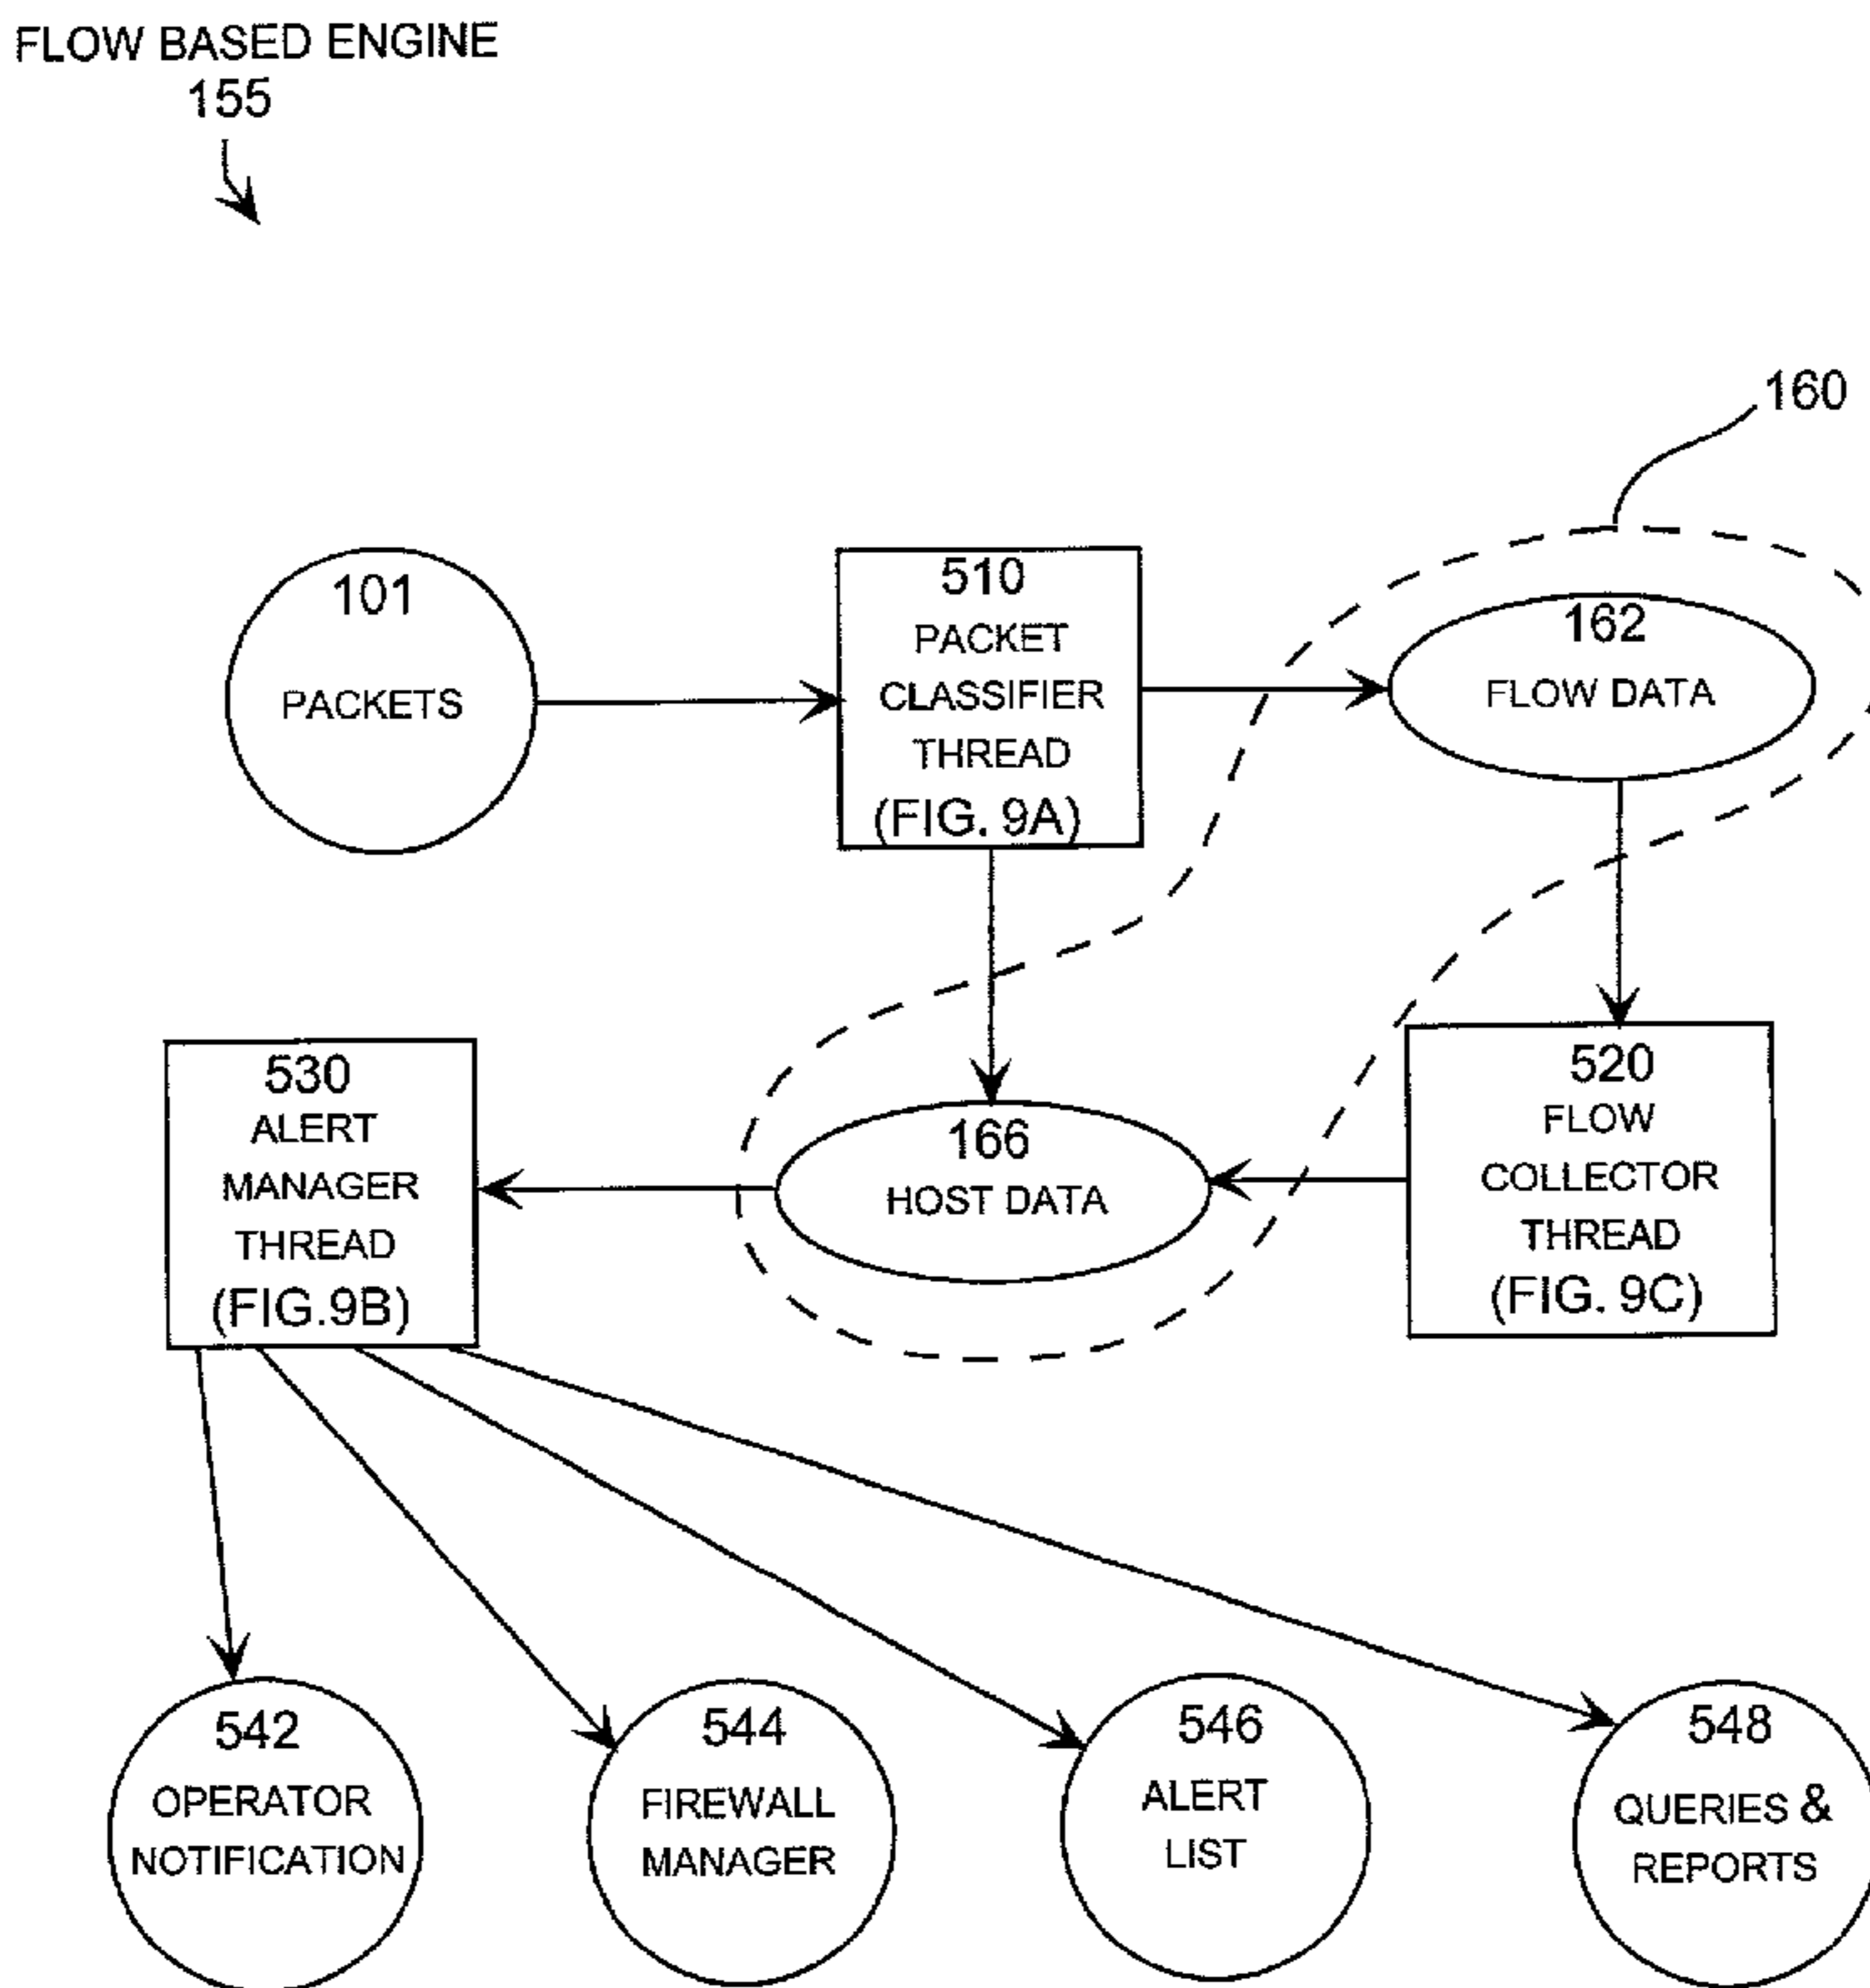 FLOW BASED ENGINE
155
160
101
PACKETS
510
PACKET
CLASSIFIER
THREAD
(FIG. 9A)
162
FLOW DATA
530
ALERT
MANAGER
THREAD
(FIG.9B)
166
HOST DATA
520
FLOW
COLLECTOR
THREAD
(FIG. 9C)
542
OPERATOR
NOTIFICATION
544
FIREWALL
MANAGER
546
ALERT
LIST
548
QUERIES &
REPORTS